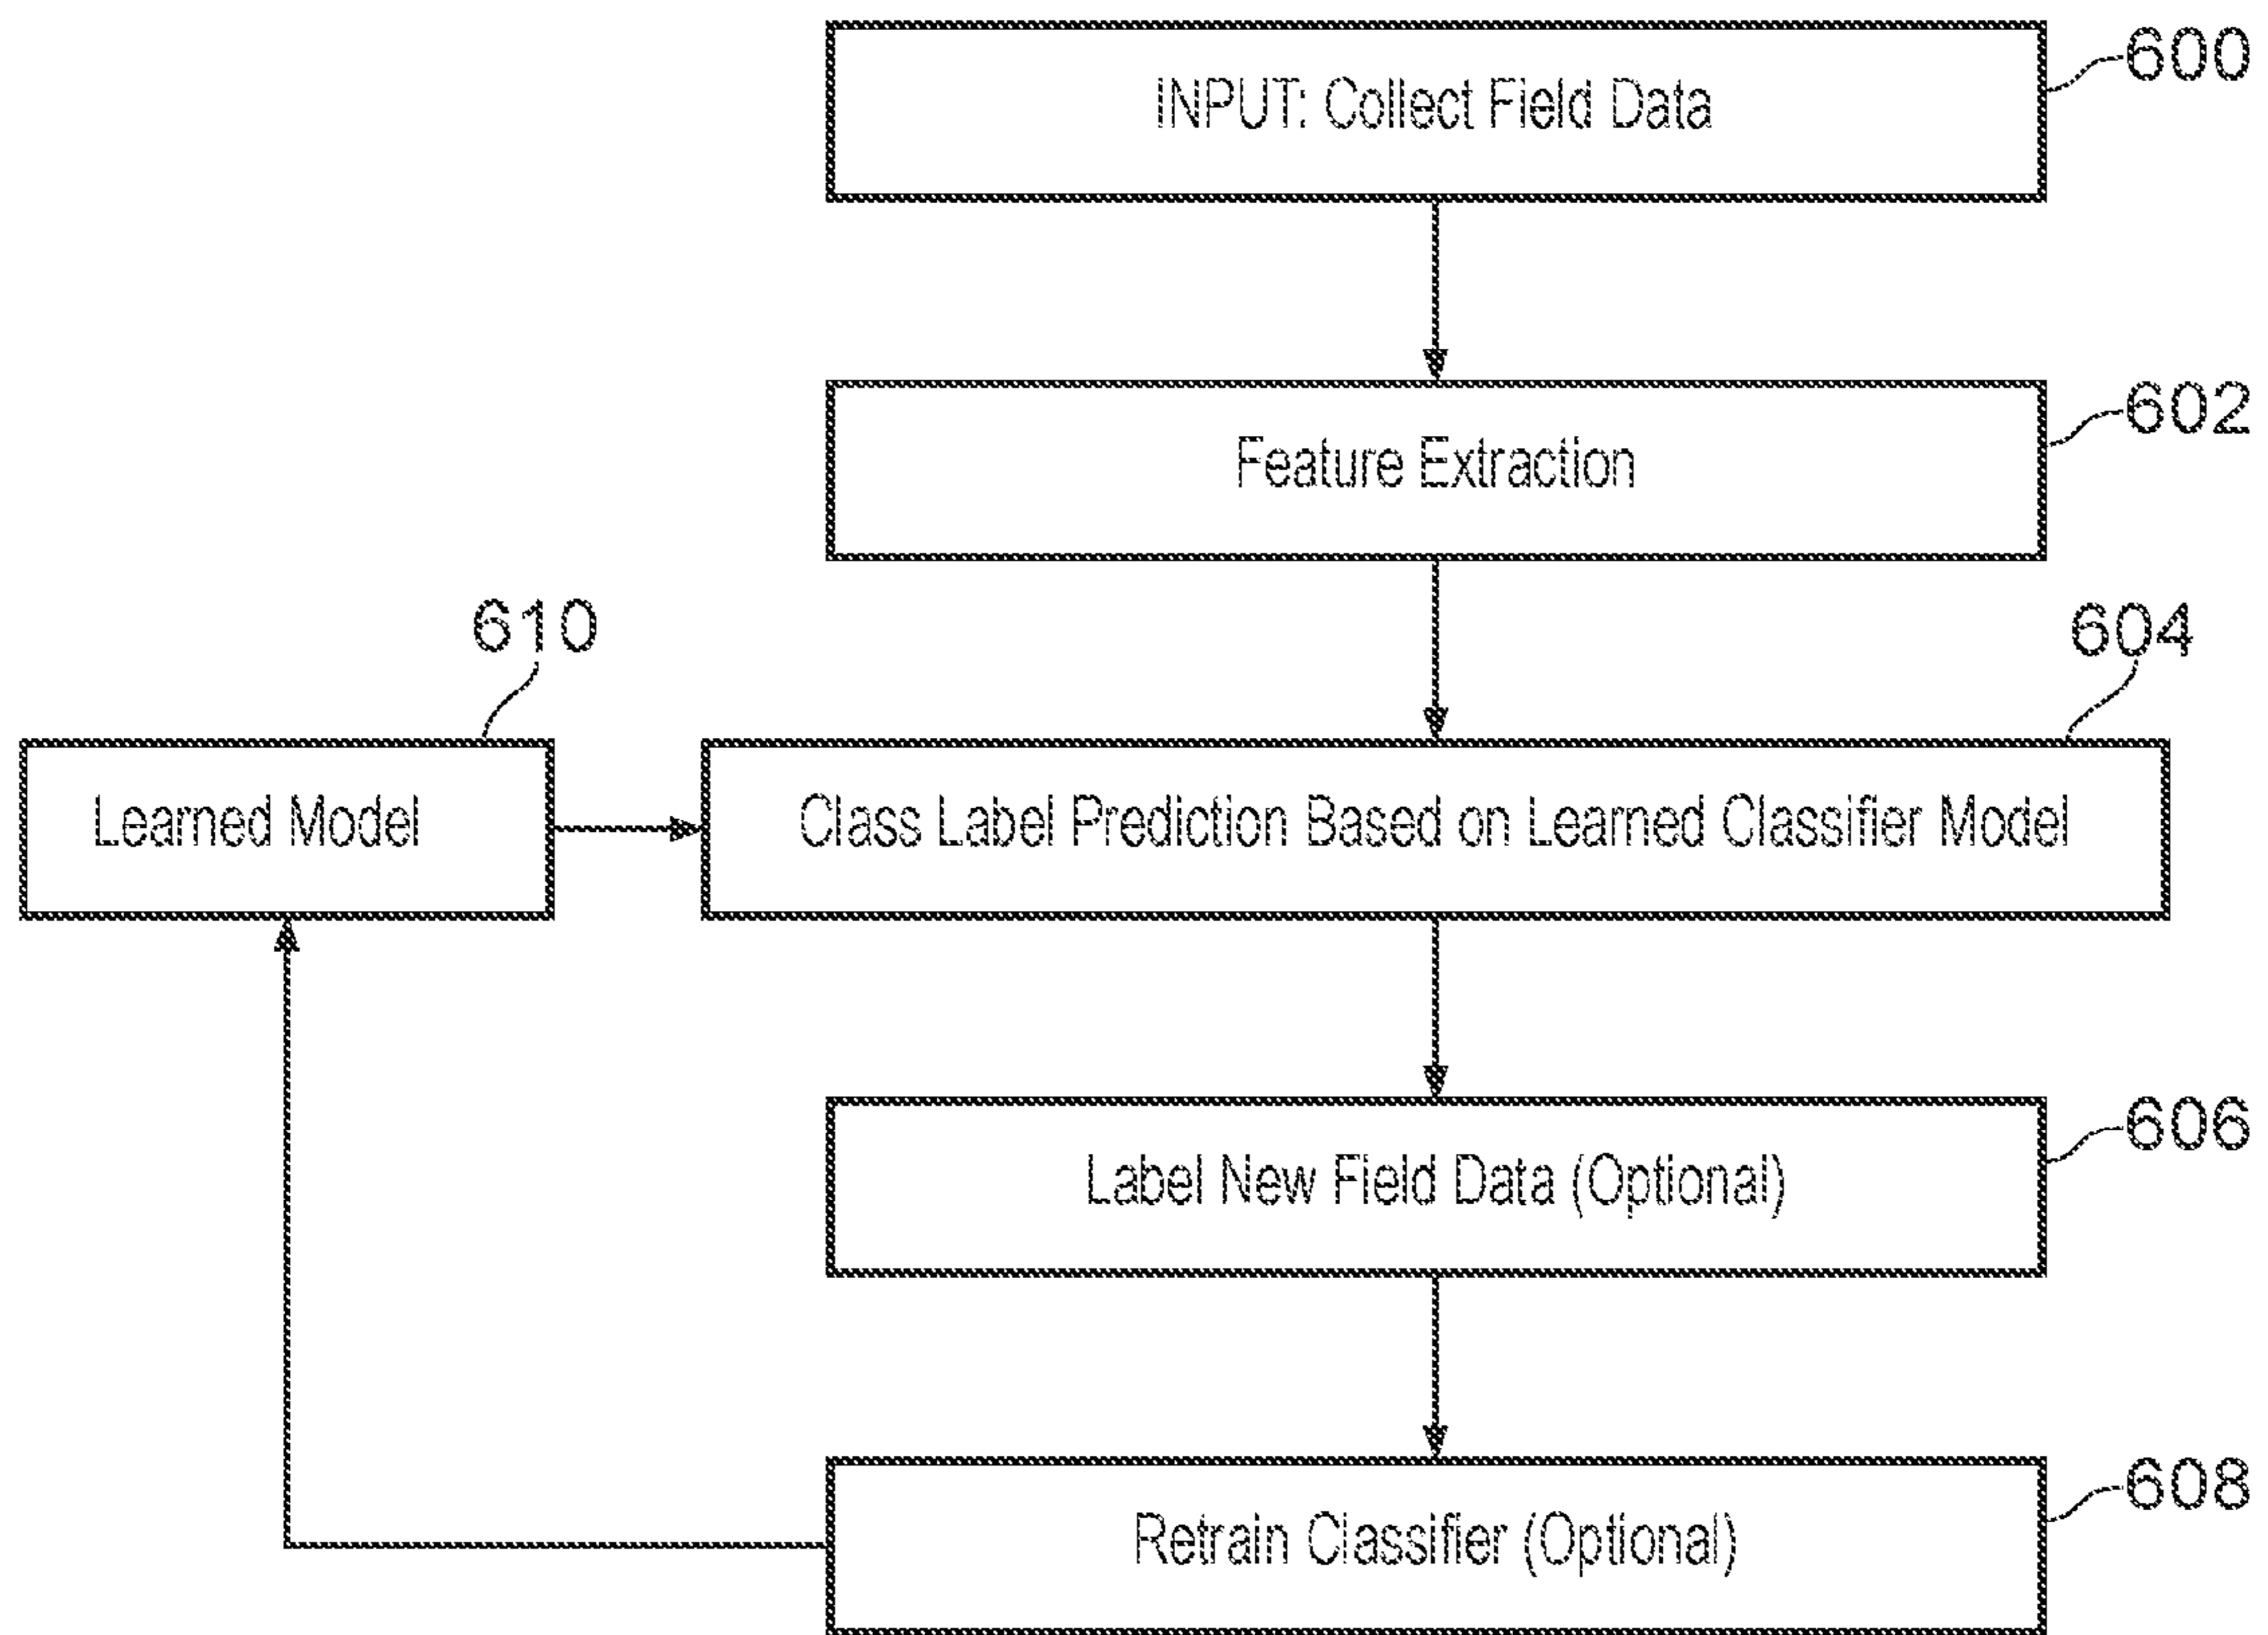 600
INPUT: Collect Field Data
602
Feature Extraction
610
604
Learned Model
Class Label Prediction Based on Learned Classifier Model
606
Label New Field Data (Optional)
608
Retrain Classifier (Optional)